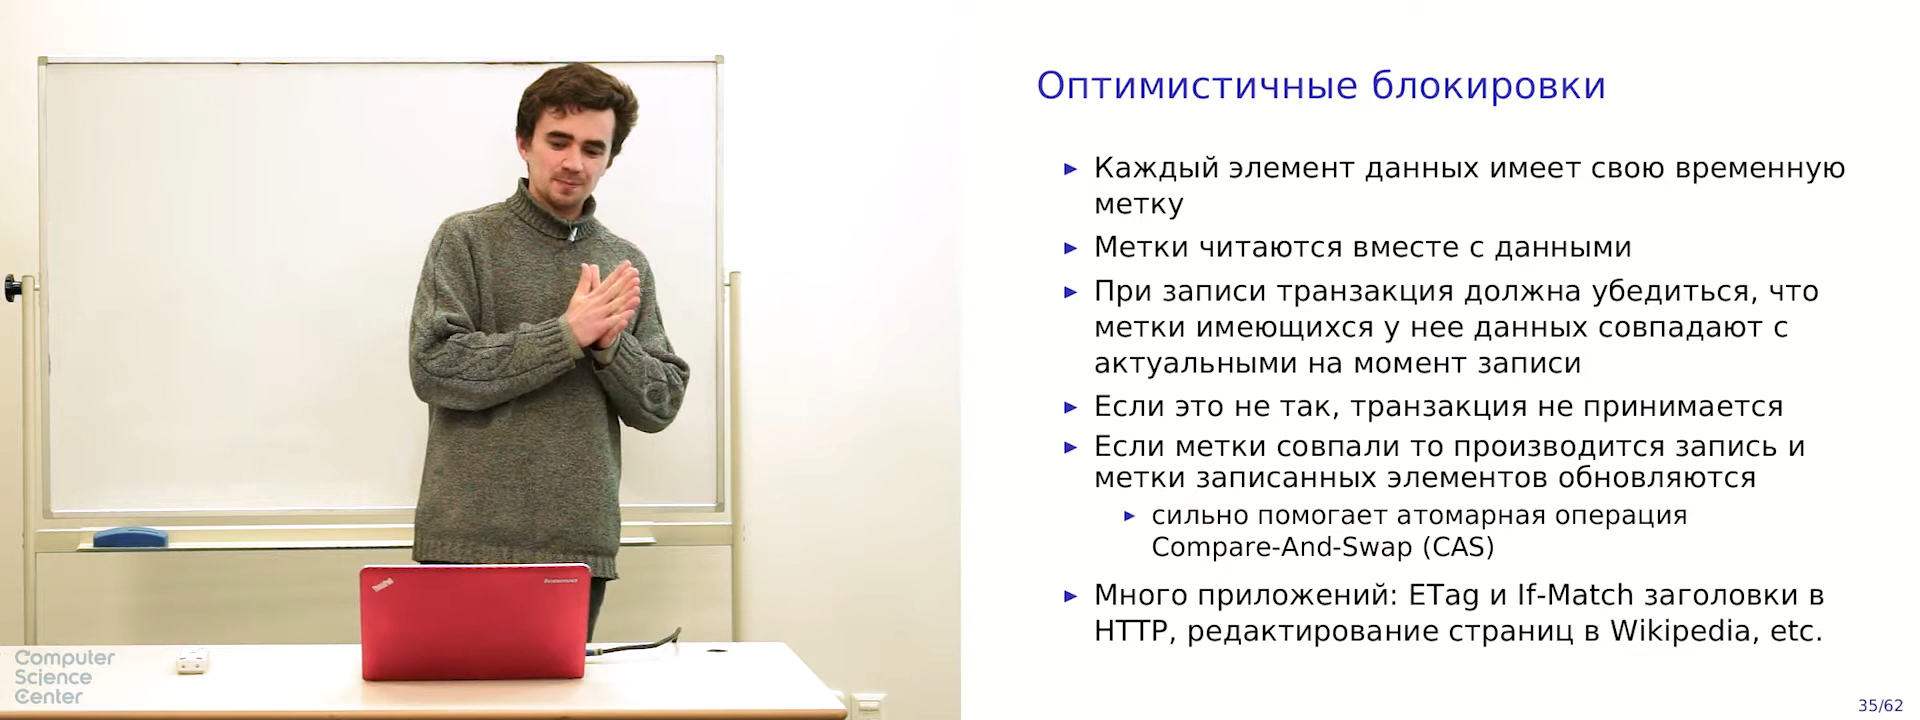 Оптимистичные блокировки
Каждый элемент данных имеет свою временную
метку
Метки читаются вместе с данными
При записи транзакция должна убедиться, что
метки имеющихся у нее данных совпадают с
актуальными на момент записи
Если это не так, транзакция не принимается
Если метки совпали то производится запись и
метки записанных элементов обновляются
сильно помогает атомарная операция
Compare-And-Swap (CAS)
Много приложений: ETag и If-Match заголовки в
HTTP, редактирование страниц в Wikipedia, etc.
35/62
Computer
Science
Center